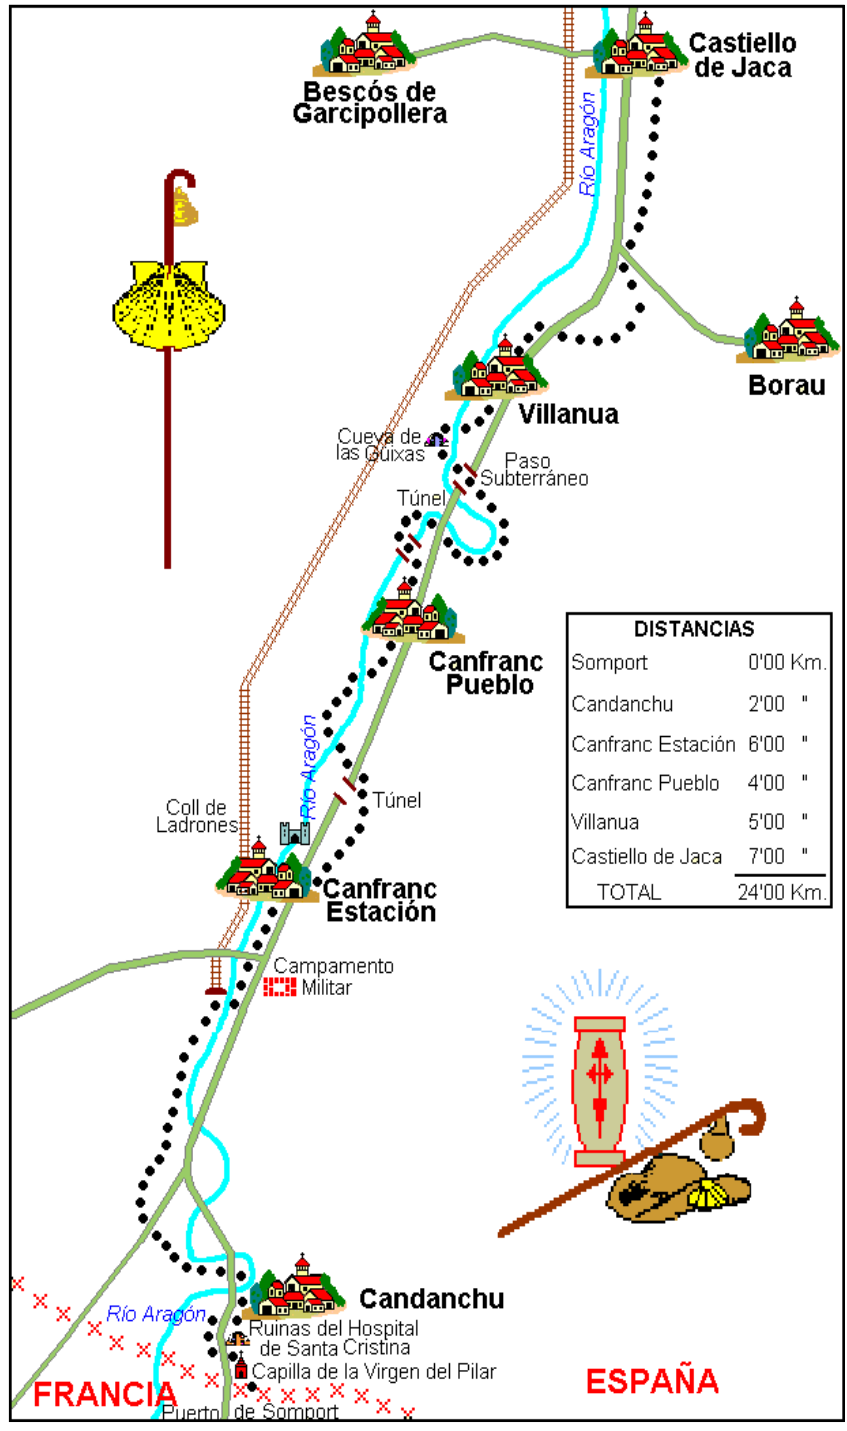 Castiello
de Jaca
Bescós de
Garcipollera
Río Aragón
Borau
Villanua
Cueva de
las Güixas
Paso
Subterráneo
Túnel
Canfranc
Pueblo
DISTANCIAS
Somport 0'00 Km.
Candanchu 2'00 "
Canfranc Estación 6'00 "
Canfranc Pueblo 4'00 "
Villanua 5'00 "
Castiello de Jaca 7'00 "
TOTAL 24'00 Km.
Río Aragón
Túnel
Coll de
Ladrones
Canfranc
Estación
Campamento
Militar
Candanchu
Río Aragón
Ruinas del Hospital
de Santa Cristina
Capilla de la Virgen del Pilar
FRANCIA
ESPAÑA
Puerto de Somport